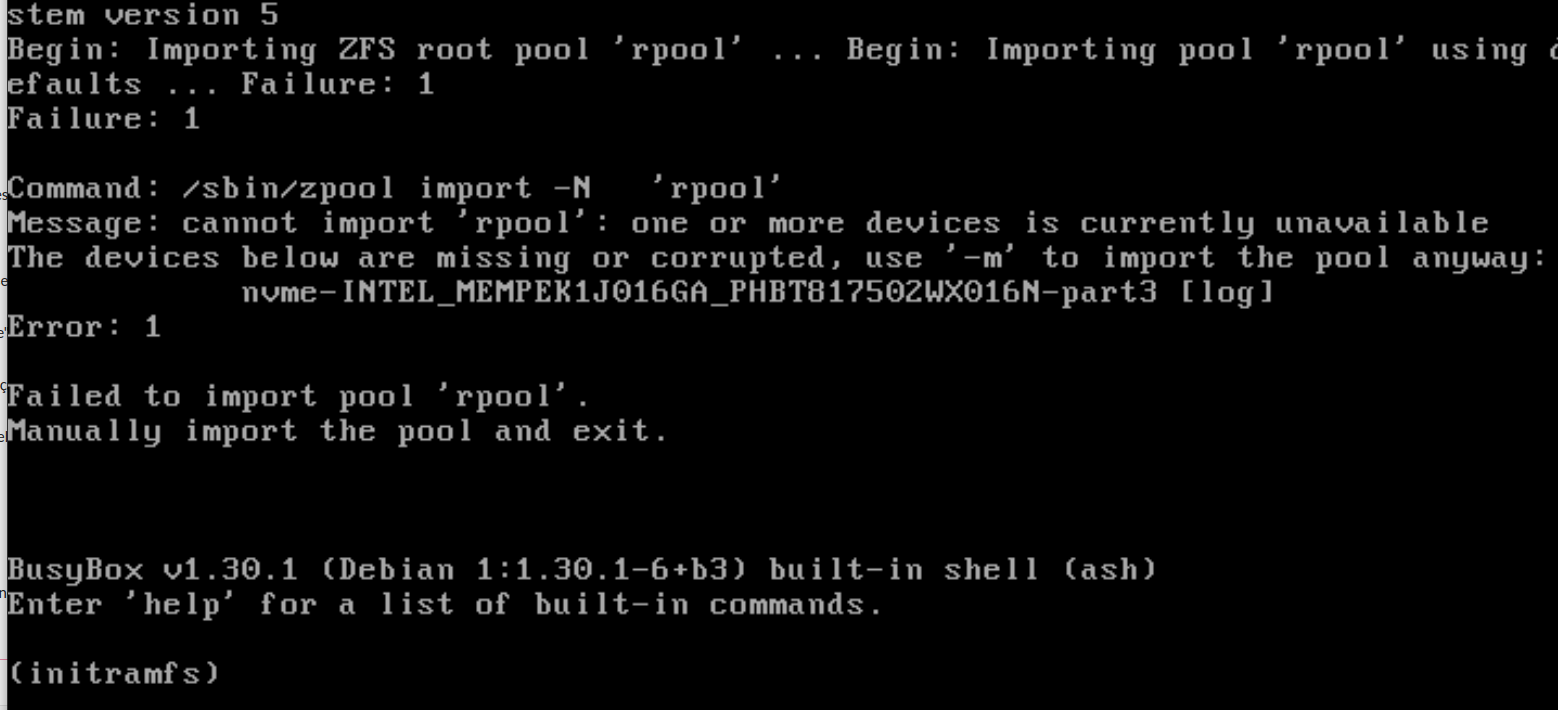 stem version 5
Begin: Importing ZFS root pool 'rpool' ... Begin: Importing pool 'rpool' using d
efaults ... Failure: 1
Failure: 1
Command: /sbin/zpool import -N   'rpool'
Message: cannot import 'rpool': one or more devices is currently unavailable
The devices below are missing or corrupted, use '-m' to import the pool anyway:
nvme-INTEL_MEMPEK1J016GA_PHBT817502WX016N-part3 [log]
Error: 1
Failed to import pool 'rpool'.
Manually import the pool and exit.
BusyBox v1.30.1 (Debian 1:1.30.1-6+b3) built-in shell (ash)
Enter 'help' for a list of built-in commands.
(initramfs)